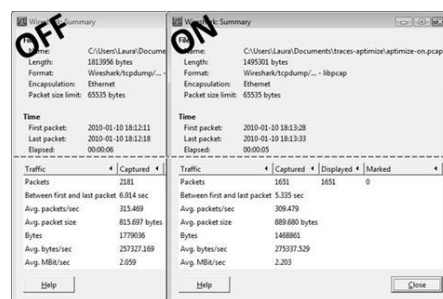 OFF
Wireshark: Summary
File
Name: C:\Users\Laura\Docume
Length: 1813956 bytes
Format: Wireshark/tcpdump/... -
Encapsulation: Ethernet
Packet size limit: 65535 bytes
Time
First packet: 2010-01-10 18:12:11
Last packet: 2010-01-10 18:12:18
Elapsed: 00:00:06
Traffic Captured
Packets 2181
Between first and last packet 6.914 sec
Avg. packets/sec 315.469
Avg. packet size 815.697 bytes
Bytes 1779036
Avg. bytes/sec 257327.169
Avg. MBit/sec 2.059
Help
ON
Wireshark: Summary
File
Name: C:\Users\Laura\Documents\traces-aptimize\aptimize-on.pcap
Length: 1495301 bytes
Format: Wireshark/tcpdump/... - libpcap
Encapsulation: Ethernet
Packet size limit: 65535 bytes
Time
First packet: 2010-01-10 18:13:28
Last packet: 2010-01-10 18:13:33
Elapsed: 00:00:05
Traffic Captured Displayed Marked
Packets 1651 1651 0
Between first and last packet 5.335 sec
Avg. packets/sec 309.479
Avg. packet size 889.680 bytes
Bytes 1468861
Avg. bytes/sec 275337.529
Avg. MBit/sec 2.203
Help Close